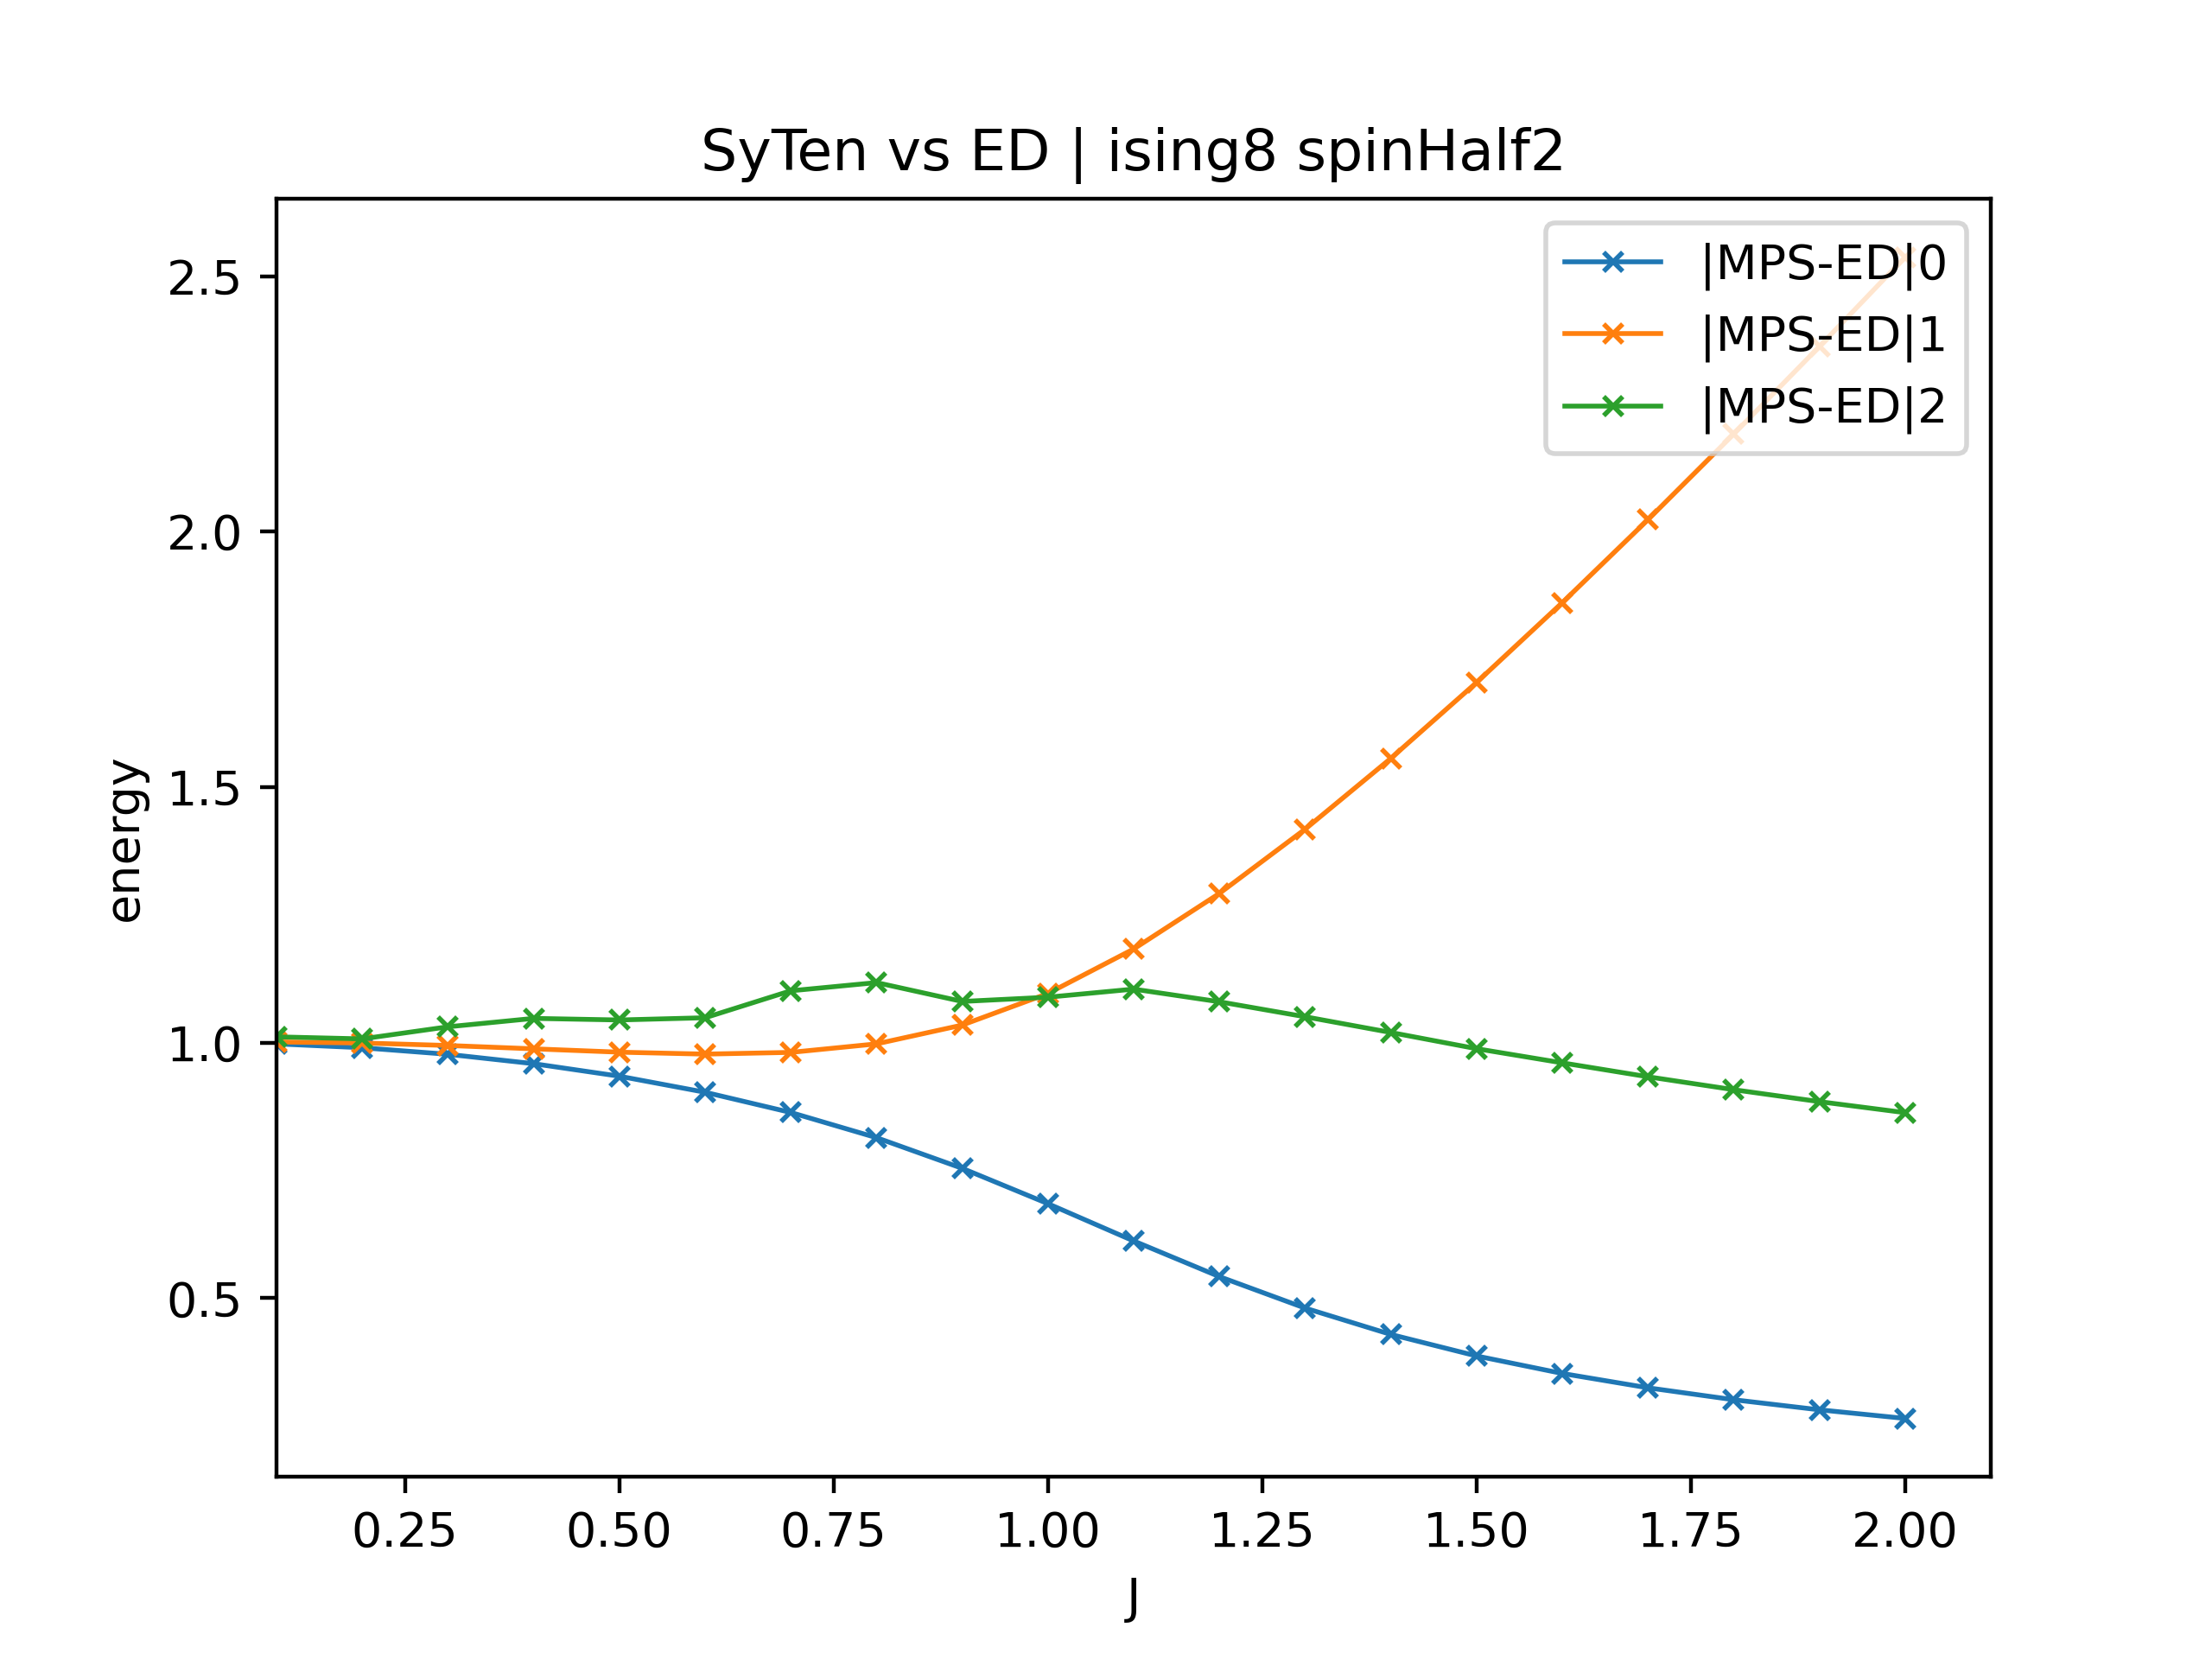 SyTen vs ED | ising8 spinHalf2
|MPS-ED|0
|MPS-ED|1
|MPS-ED|2
energy
2.5
2.0
1.5
1.0
0.5
0.25 0.50 0.75 1.00 1.25 1.50 1.75 2.00
J